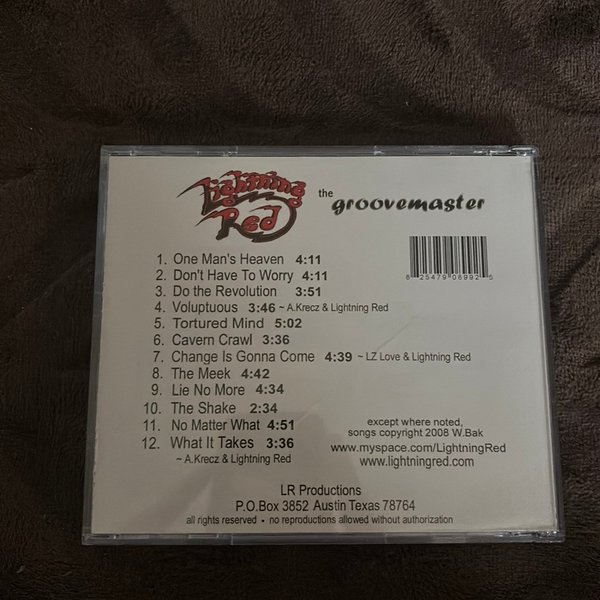 Lightning Red
the groovemaster
8 25479 08992 5
1. One Man's Heaven 4:11
2. Don't Have To Worry 4:11
3. Do the Revolution 3:51
4. Voluptuous 3:46 ~ A.Krecz & Lightning Red
5. Tortured Mind 5:02
6. Cavern Crawl 3:36
7. Change Is Gonna Come 4:39 ~ LZ Love & Lightning Red
8. The Meek 4:42
9. Lie No More 4:34
10. The Shake 2:34
11. No Matter What 4:51
12. What It Takes 3:36
~ A.Krecz & Lightning Red
except where noted,
songs copyright 2008 W.Bak
www.myspace.com/LightningRed
www.lightningred.com
LR Productions
P.O.Box 3852 Austin Texas 78764
all rights reserved • no reproductions allowed without authorization